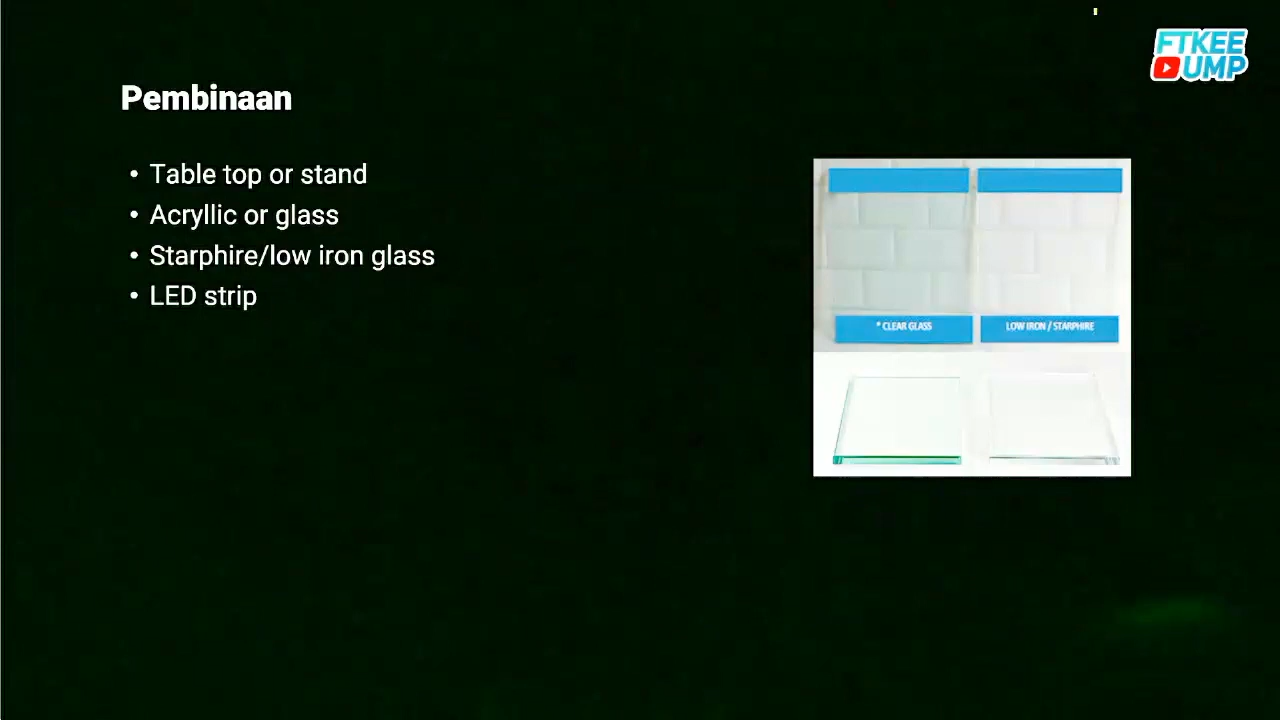 FTKEE
UMP
Pembinaan
• Table top or stand
• Acryllic or glass
• Starphire/low iron glass
• LED strip
* CLEAR GLASS
LOW IRON / STARPHIRE